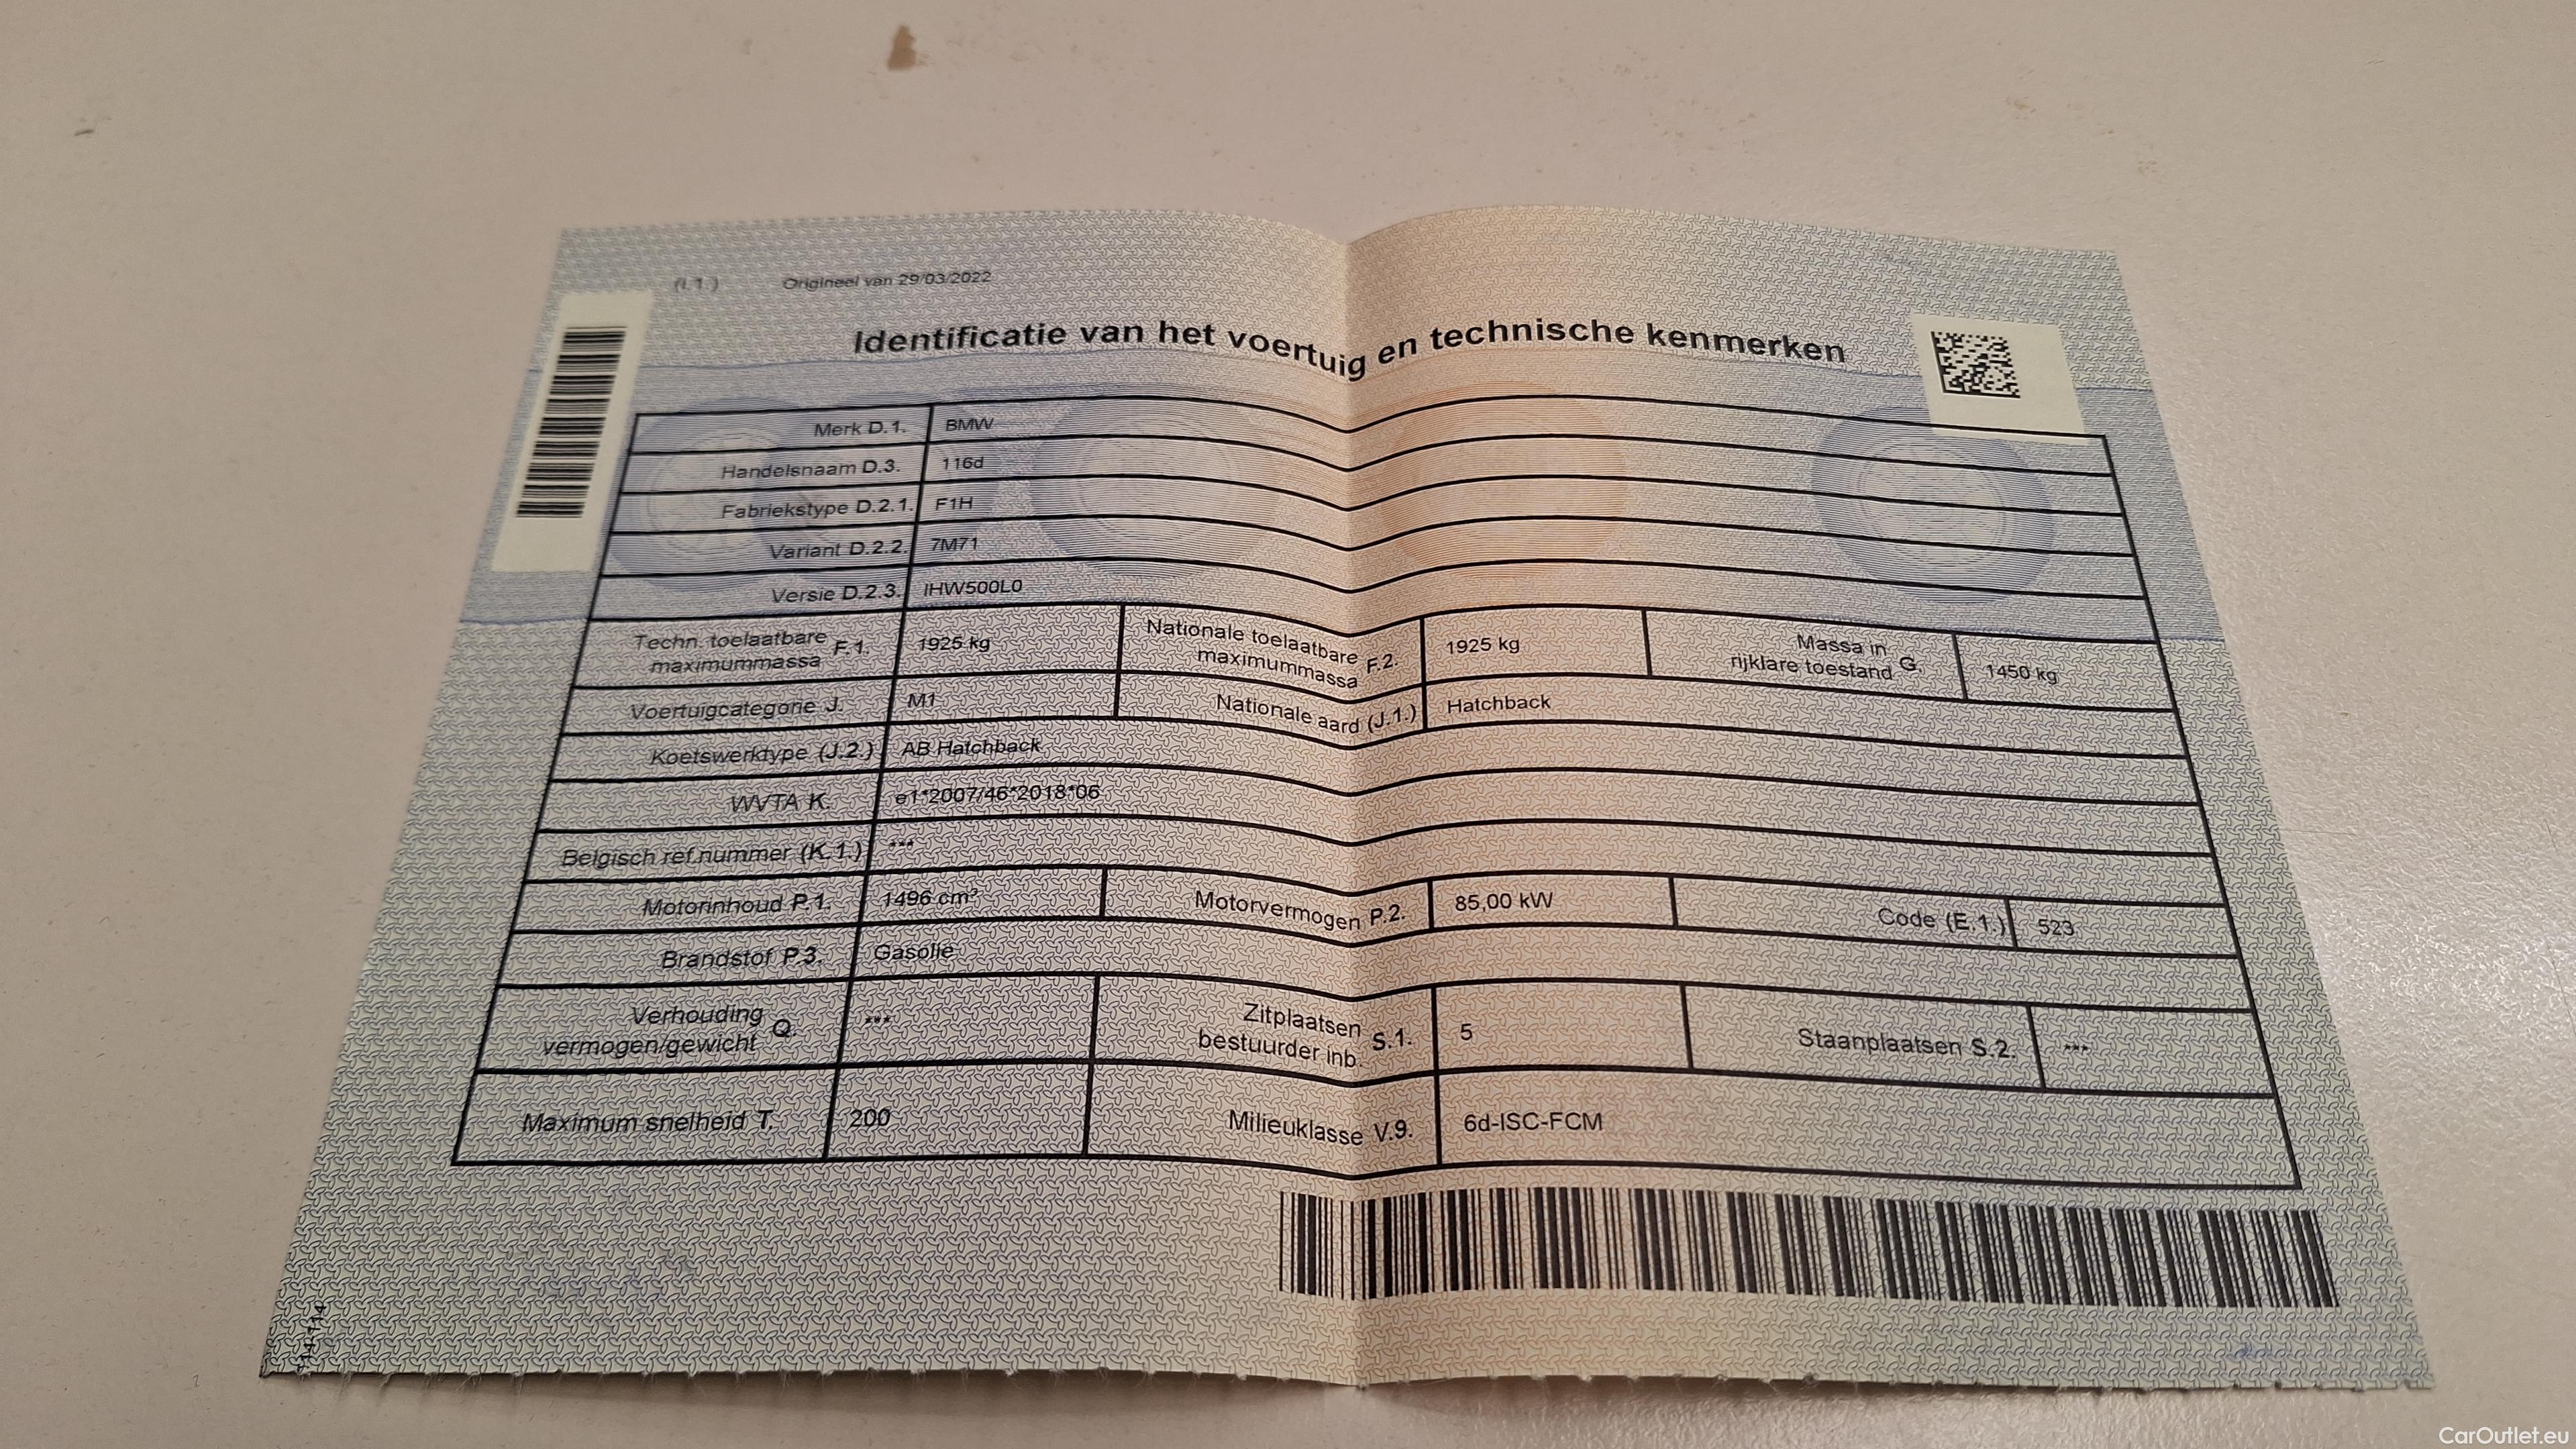 (I.1.) Origineel van 29/03/2022
Identificatie van het voertuig en technische kenmerken
Merk D.1. BMW
Handelsnaam D.3. 116d
Fabriekstype D.2.1. F1H
Variant D.2.2. 7M71
Versie D.2.3. IHW500L0
Techn. toelaatbare maximummassa F.1. 1925 kg Nationale toelaatbare maximummassa F.2. 1925 kg Massa in rijklare toestand G. 1450 kg
Voertuigcategorie J. M1 Nationale aard (J.1.) Hatchback
Koetswerktype (J.2.) AB Hatchback
WVTA K. e1*2007/46*2018*06
Belgisch ref.nummer (K.1.) ***
Motorinhoud P.1. 1496 cm³ Motorvermogen P.2. 85,00 kW Code (E.1.) 523
Brandstof P.3. Gasolie
Verhouding vermogen/gewicht Q. *** Zitplaatsen bestuurder inb. S.1. 5 Staanplaatsen S.2. ***
Maximum snelheid T. 200 Milieuklasse V.9. 6d-ISC-FCM
CarOutlet.eu